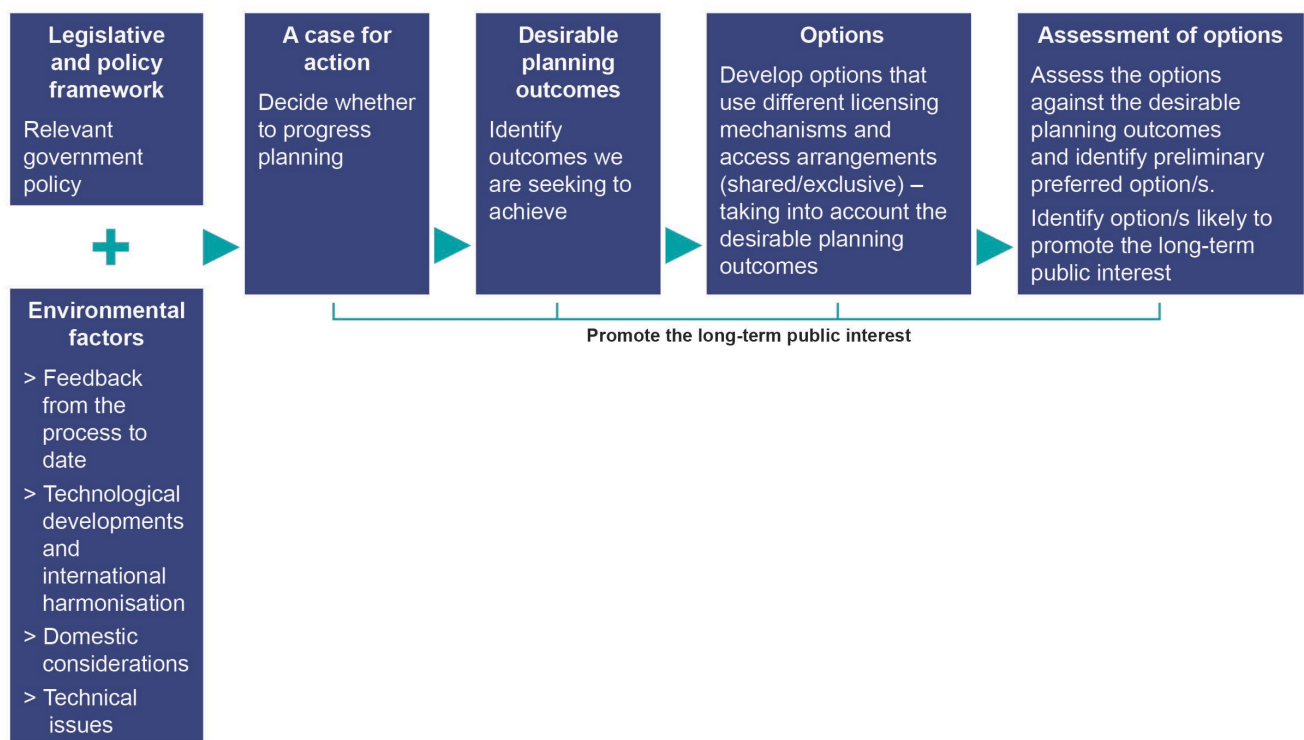 Legislative
and policy
framework
Relevant
government
policy
+
Environmental
factors
> Feedback
from the
process to
date
> Technological
developments
and
international
harmonisation
> Domestic
considerations
> Technical
issues
A case for
action
Decide whether
to progress
planning
Desirable
planning
outcomes
Identify
outcomes we
are seeking to
achieve
Options
Develop options that
use different licensing
mechanisms and
access arrangements
(shared/exclusive) –
taking into account the
desirable planning
outcomes
Assessment of options
Assess the options
against the desirable
planning outcomes
and identify preliminary
preferred option/s.
Identify option/s likely to
promote the long-term
public interest
Promote the long-term public interest